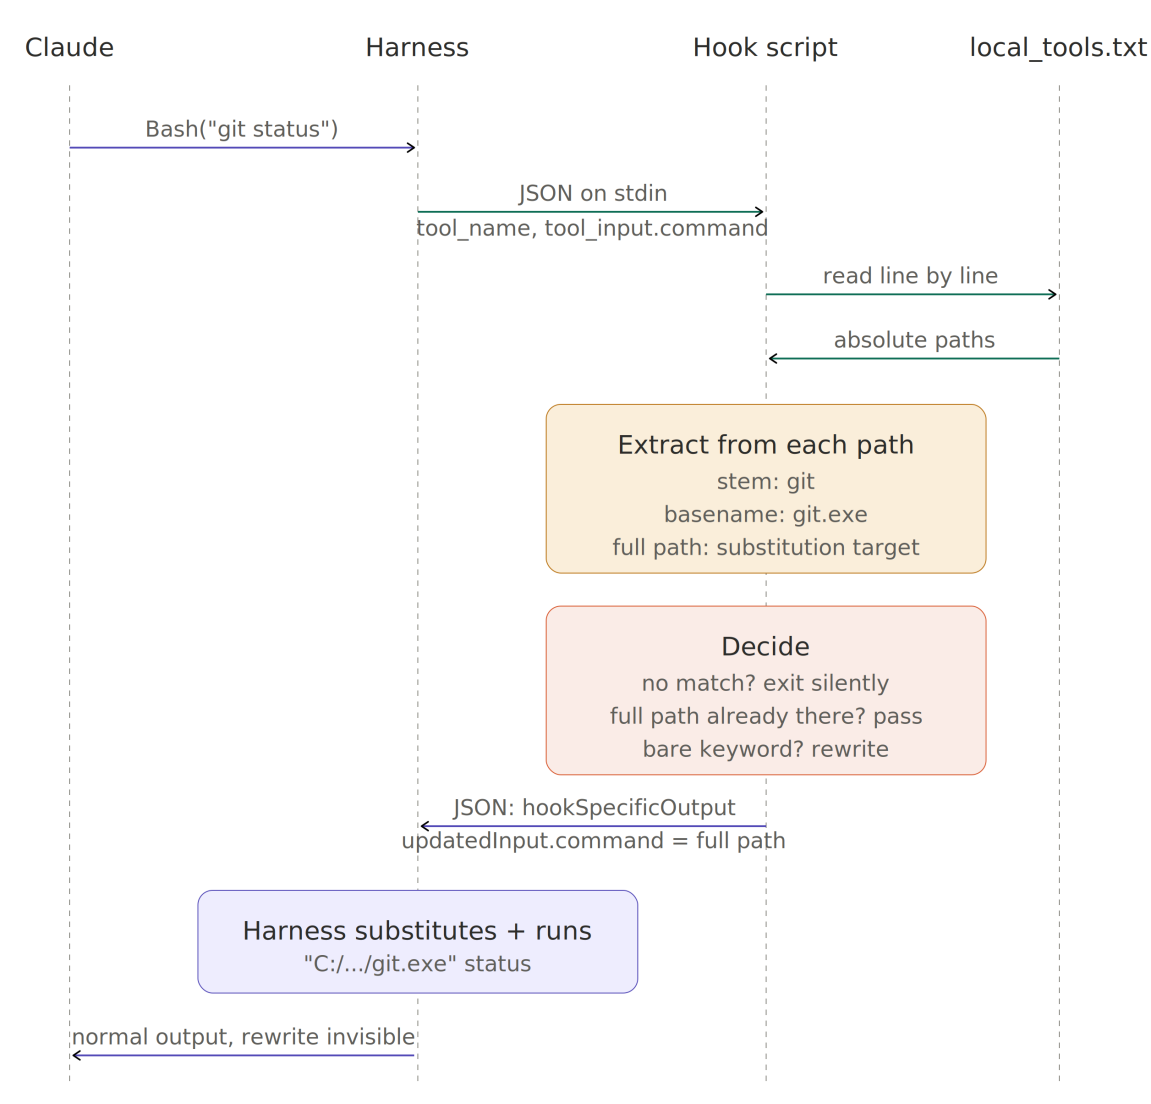 Claude
Harness
Hook script
local_tools.txt
Bash("git status")
JSON on stdin
tool_name, tool_input.command
read line by line
absolute paths
Extract from each path
stem: git
basename: git.exe
full path: substitution target
Decide
no match? exit silently
full path already there? pass
bare keyword? rewrite
JSON: hookSpecificOutput
updatedInput.command = full path
Harness substitutes + runs
"C:/.../git.exe" status
normal output, rewrite invisible